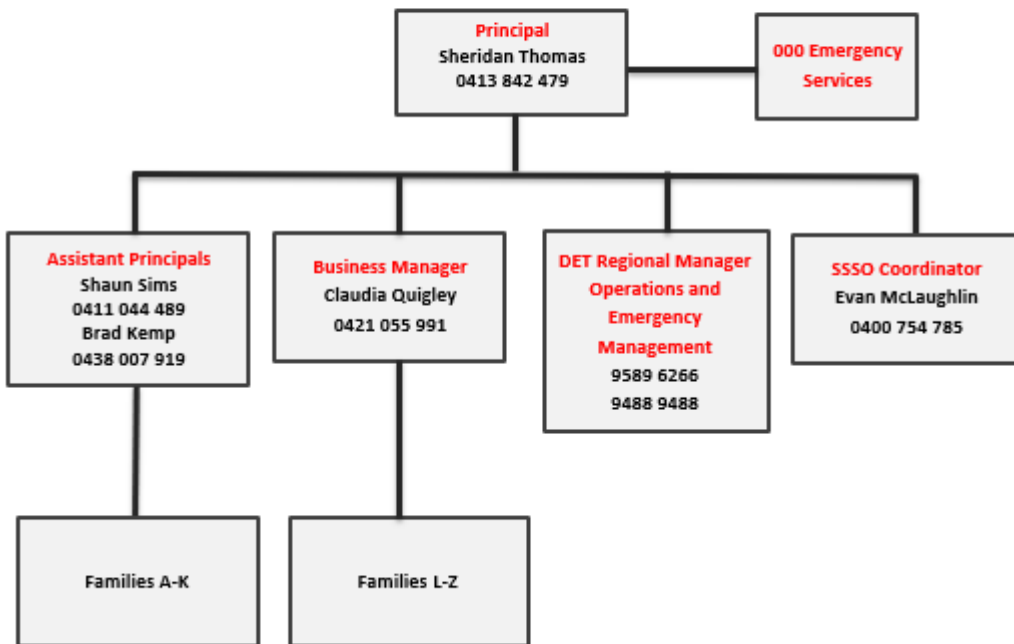 Principal
Sheridan Thomas
0413 842 479
000 Emergency
Services
Assistant Principals
Shaun Sims
0411 044 489
Brad Kemp
0438 007 919
Business Manager
Claudia Quigley
0421 055 991
DET Regional Manager
Operations and
Emergency
Management
9589 6266
9488 9488
SSSO Coordinator
Evan McLaughlin
0400 754 785
Families A-K
Families L-Z